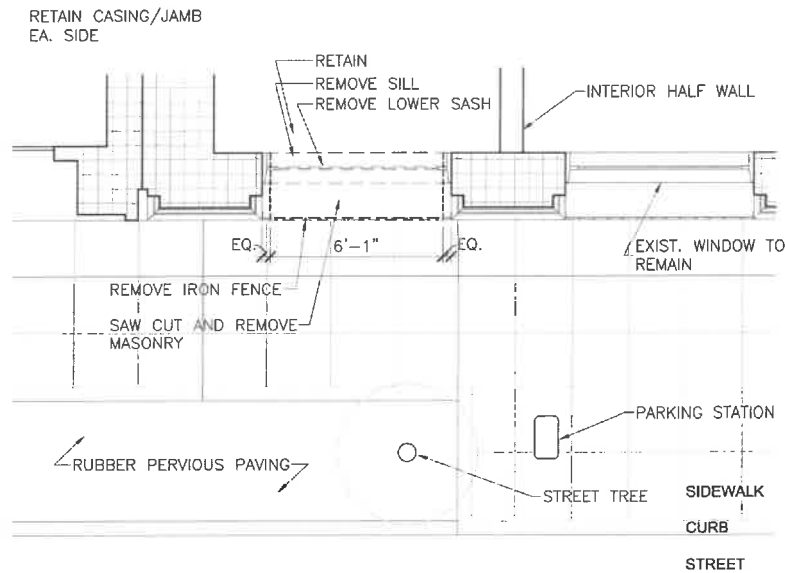 RETAIN CASING/JAMB
EA. SIDE
RETAIN
REMOVE SILL
REMOVE LOWER SASH
INTERIOR HALF WALL
EQ.
6'-1"
EQ.
EXIST. WINDOW TO
REMAIN
REMOVE IRON FENCE
SAW CUT AND REMOVE
MASONRY
PARKING STATION
RUBBER PERVIOUS PAVING
STREET TREE
SIDEWALK
CURB
STREET